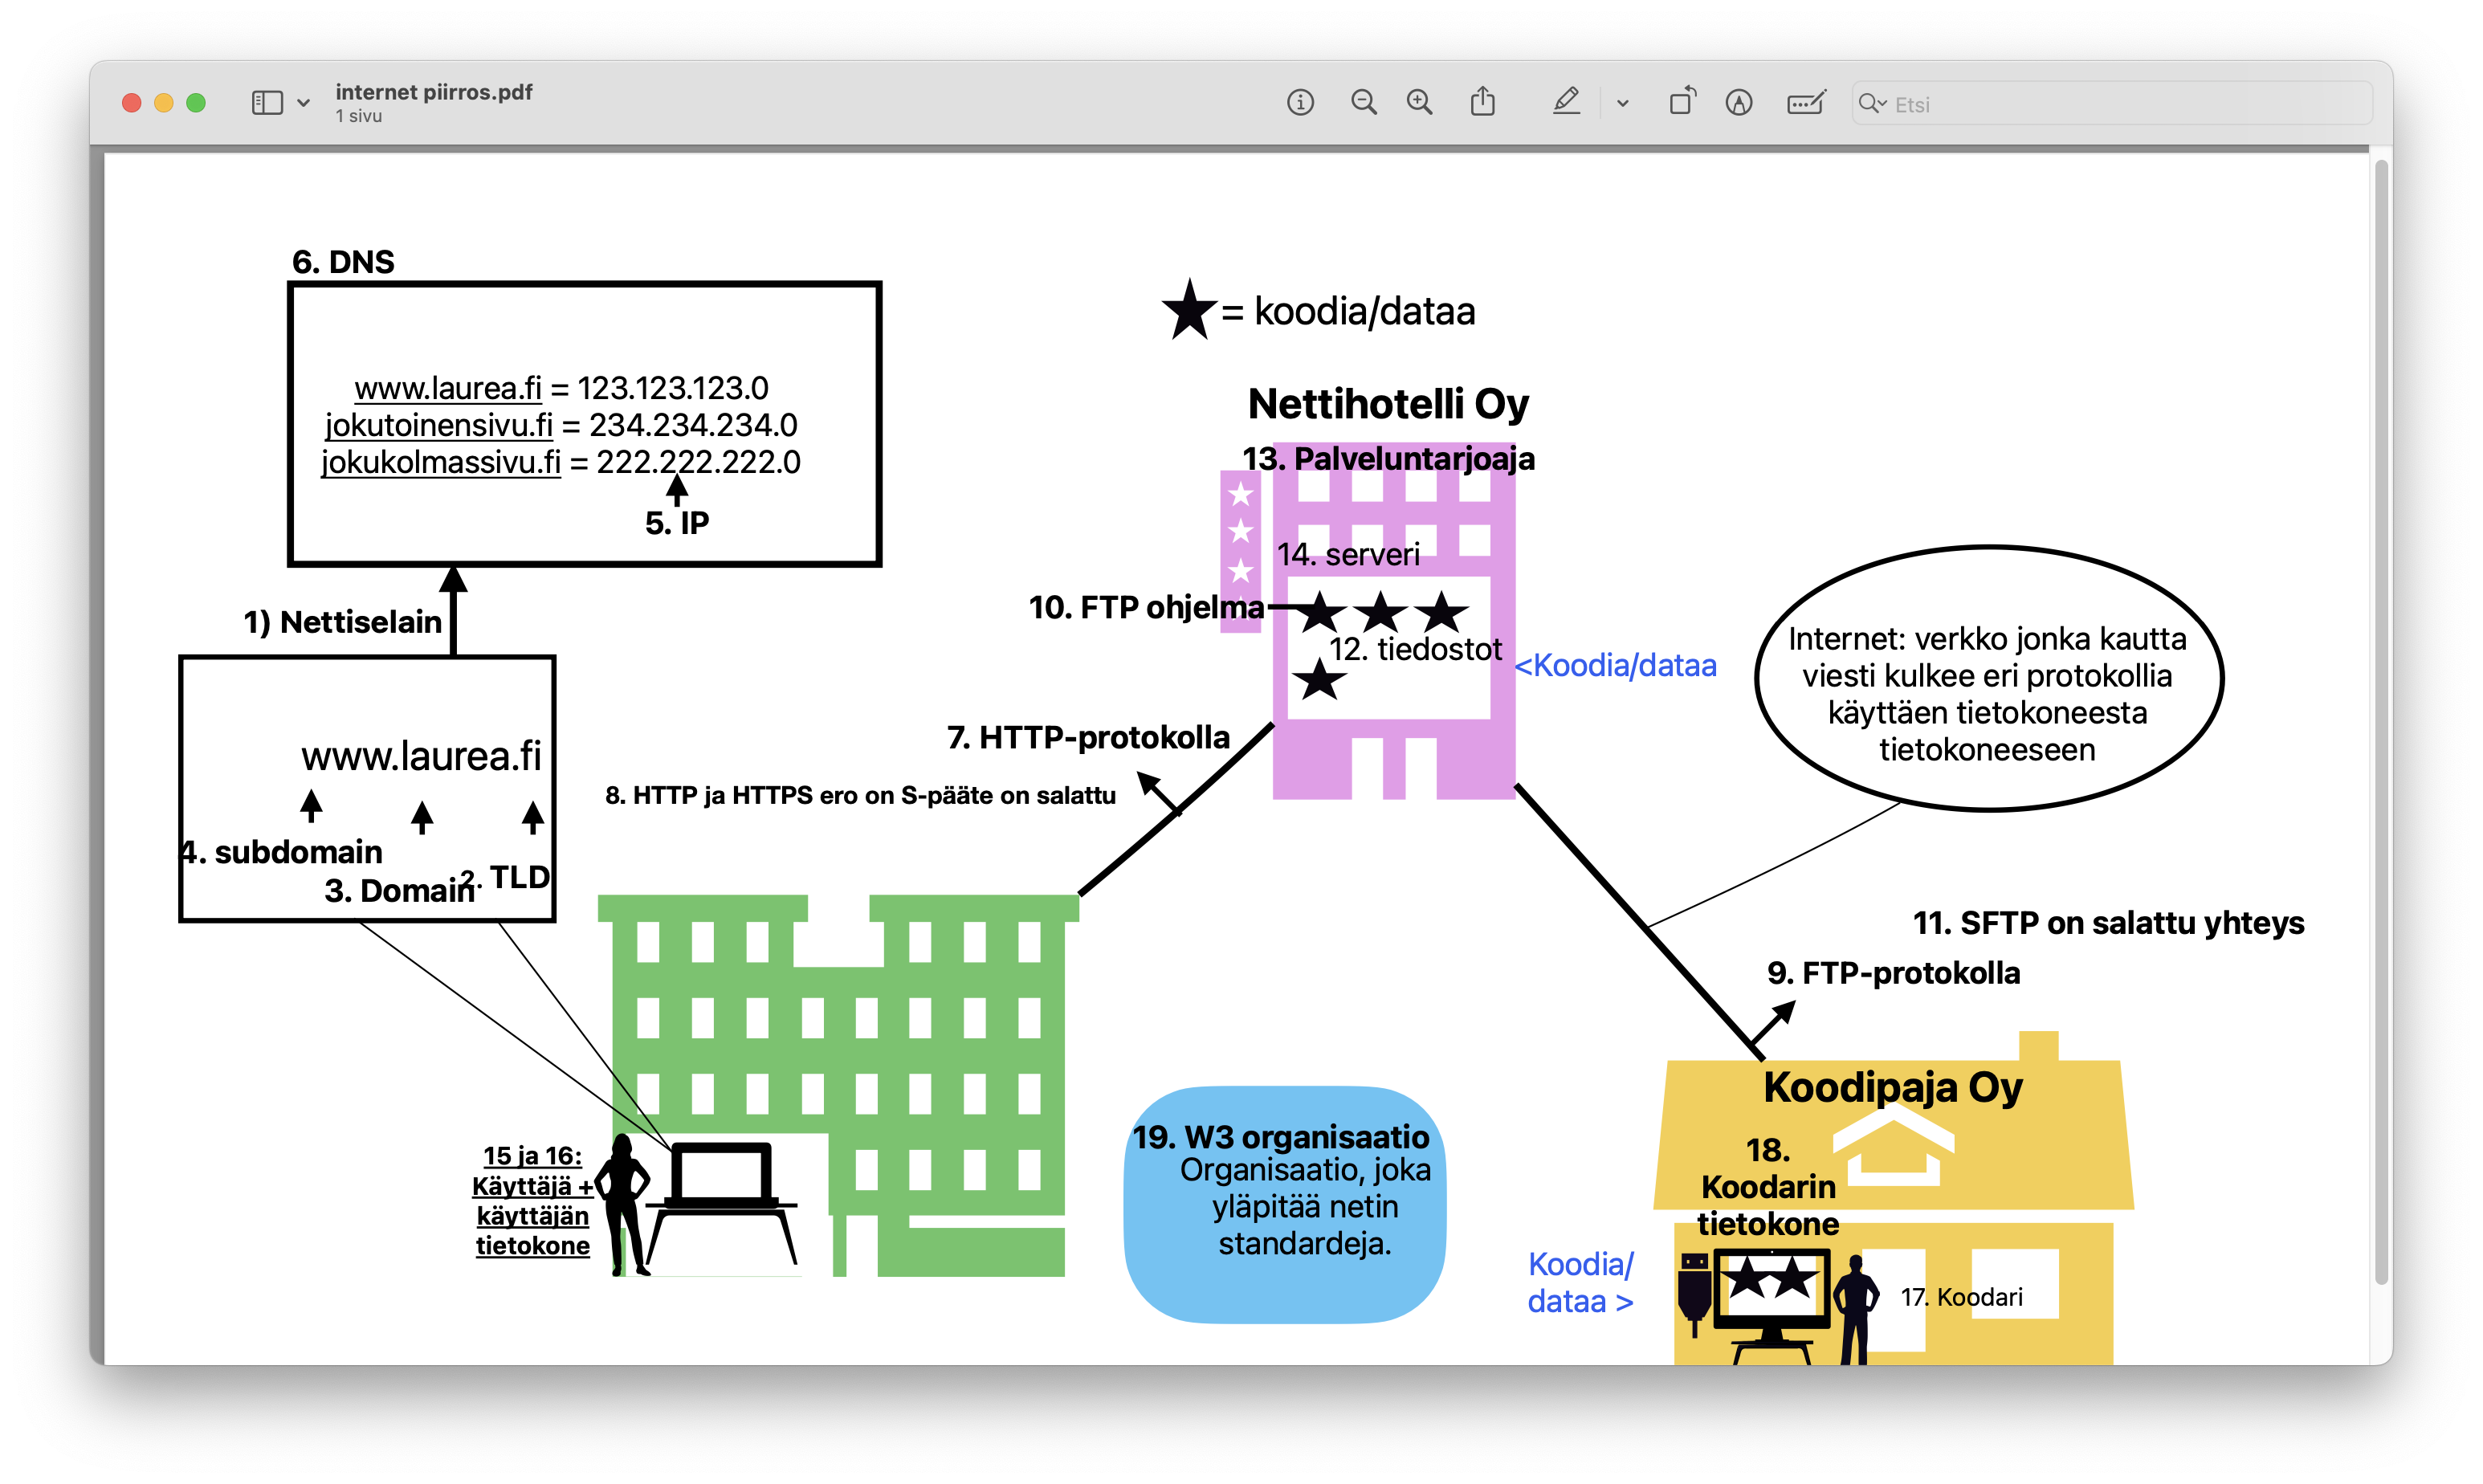 internet piirros.pdf
1 sivu
Etsi
6. DNS
www.laurea.fi = 123.123.123.0
jokutoinensivu.fi = 234.234.234.0
jokukolmassivu.fi = 222.222.222.0
5. IP
1) Nettiselain
www.laurea.fi
4. subdomain
3. Domain
2. TLD
= koodia/dataa
Nettihotelli Oy
13. Palveluntarjoaja
14. serveri
10. FTP ohjelma
12. tiedostot
<Koodia/dataa
7. HTTP-protokolla
8. HTTP ja HTTPS ero on S-pääte on salattu
Internet: verkko jonka kautta
viesti kulkee eri protokollia
käyttäen tietokoneesta
tietokoneeseen
11. SFTP on salattu yhteys
9. FTP-protokolla
15 ja 16:
Käyttäjä +
käyttäjän
tietokone
19. W3 organisaatio
Organisaatio, joka
yläpitää netin
standardeja.
Koodipaja Oy
18.
Koodarin
tietokone
Koodia/
dataa >
17. Koodari